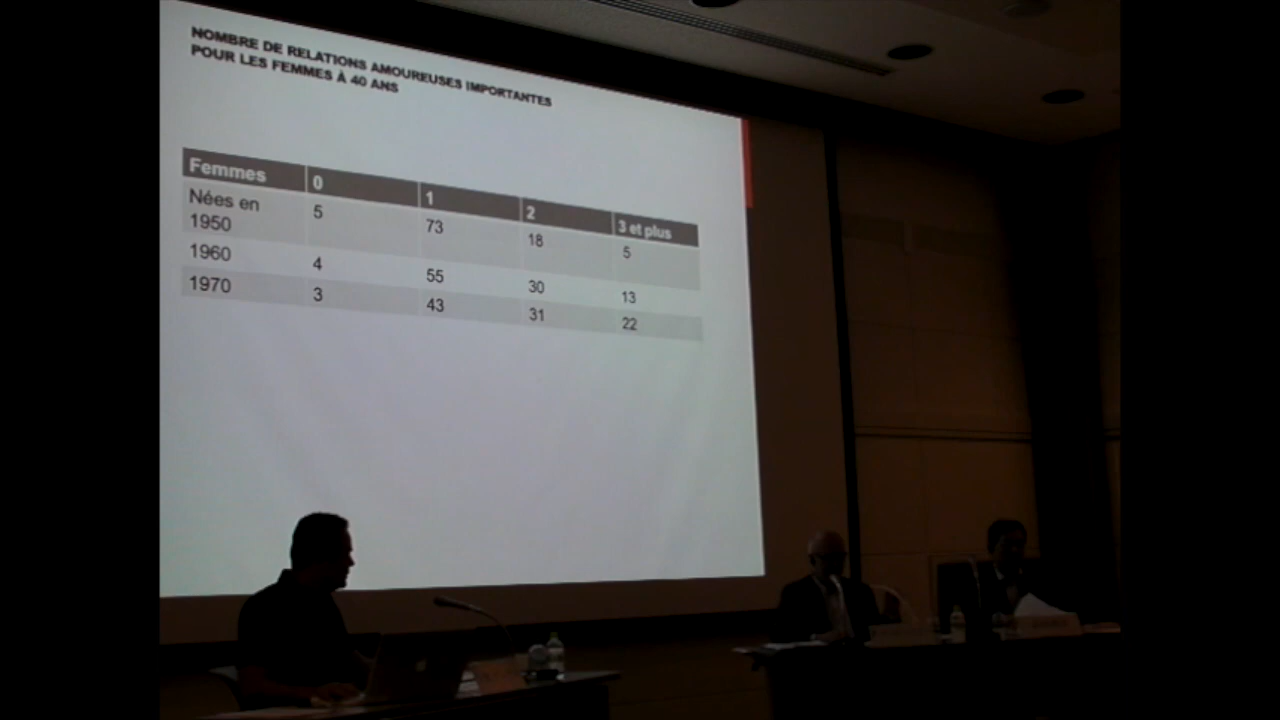 NOMBRE DE RELATIONS AMOUREUSES IMPORTANTES
POUR LES FEMMES À 40 ANS
Femmes 0 1 2 3 et plus
Nées en
1950 5 73 18 5
1960 4 55 30 13
1970 3 43 31 22